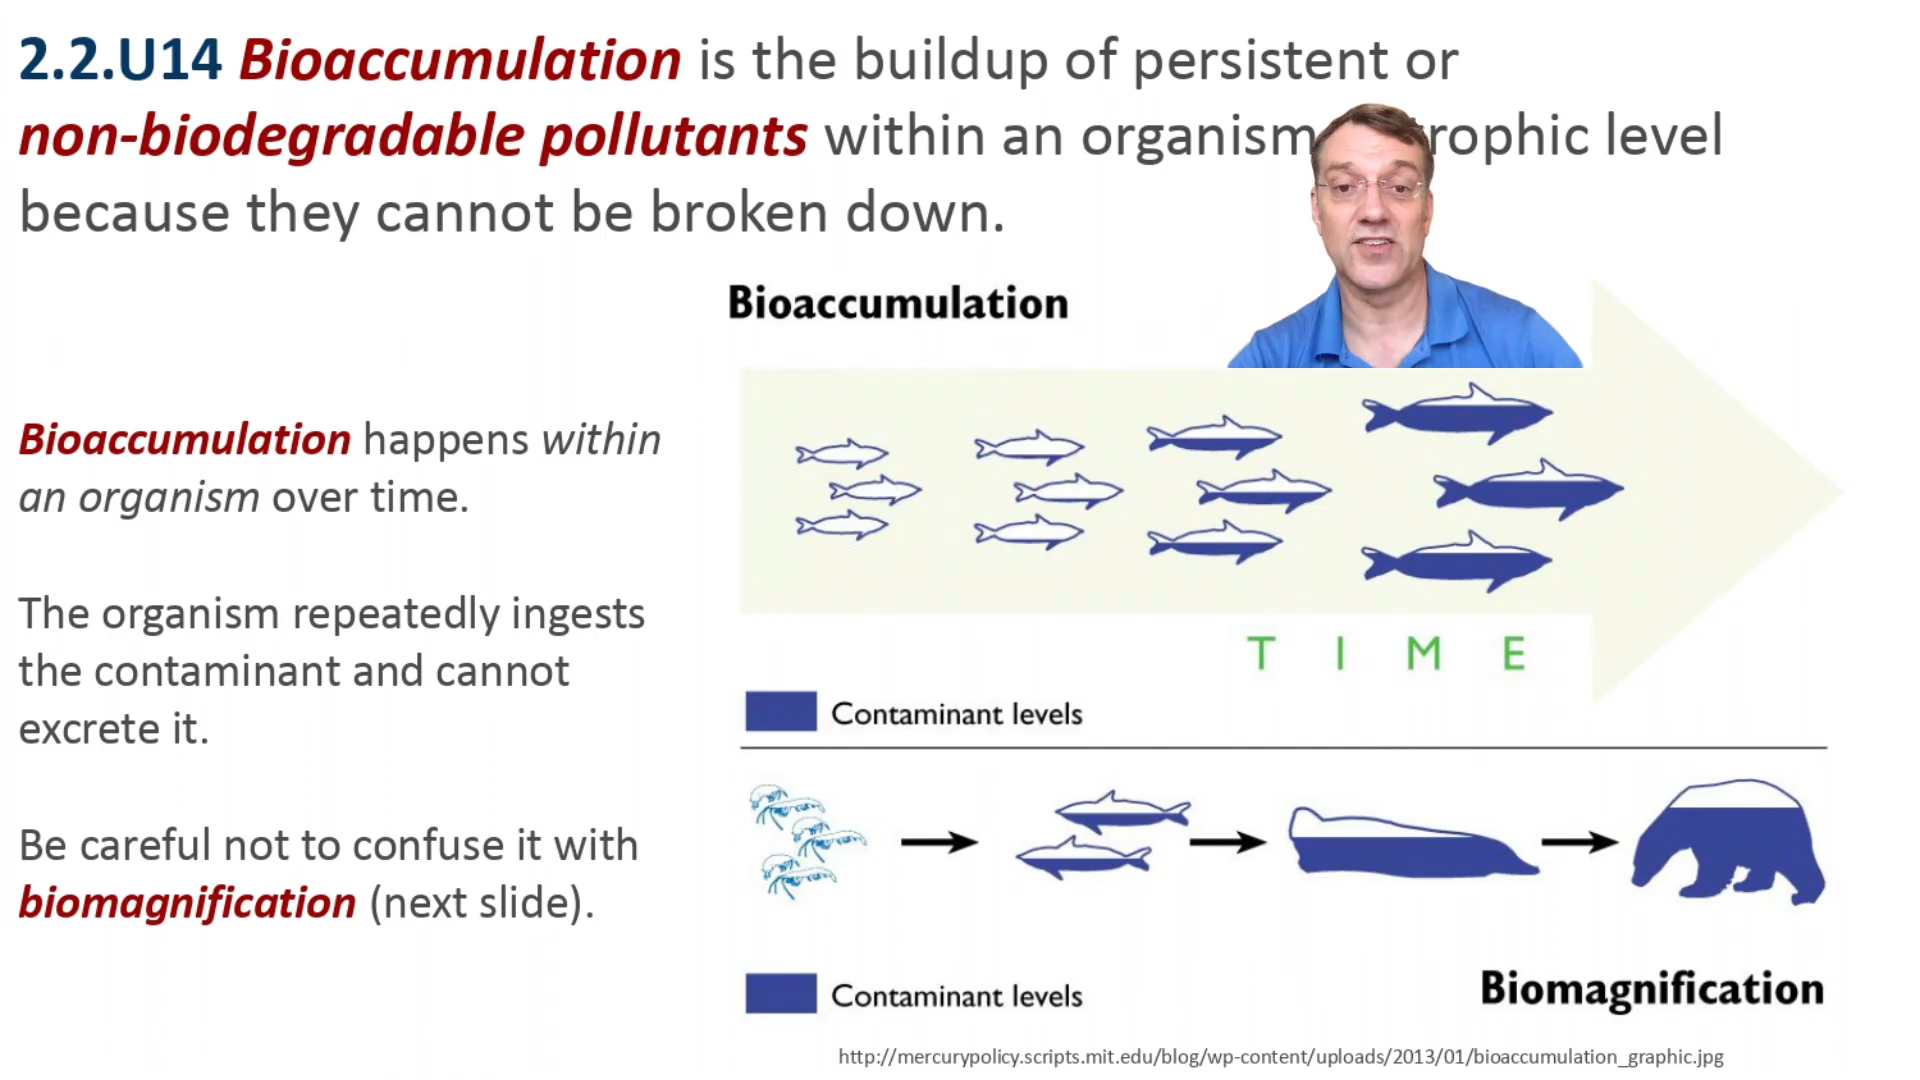 2.2.U14 Bioaccumulation is the buildup of persistent or
non-biodegradable pollutants within an organism trophic level
because they cannot be broken down.
Bioaccumulation
Bioaccumulation happens within
an organism over time.
The organism repeatedly ingests
the contaminant and cannot
excrete it.
Be careful not to confuse it with
biomagnification (next slide).
T I M E
Contaminant levels
Contaminant levels
Biomagnification
http://mercurypolicy.scripts.mit.edu/blog/wp-content/uploads/2013/01/bioaccumulation_graphic.jpg